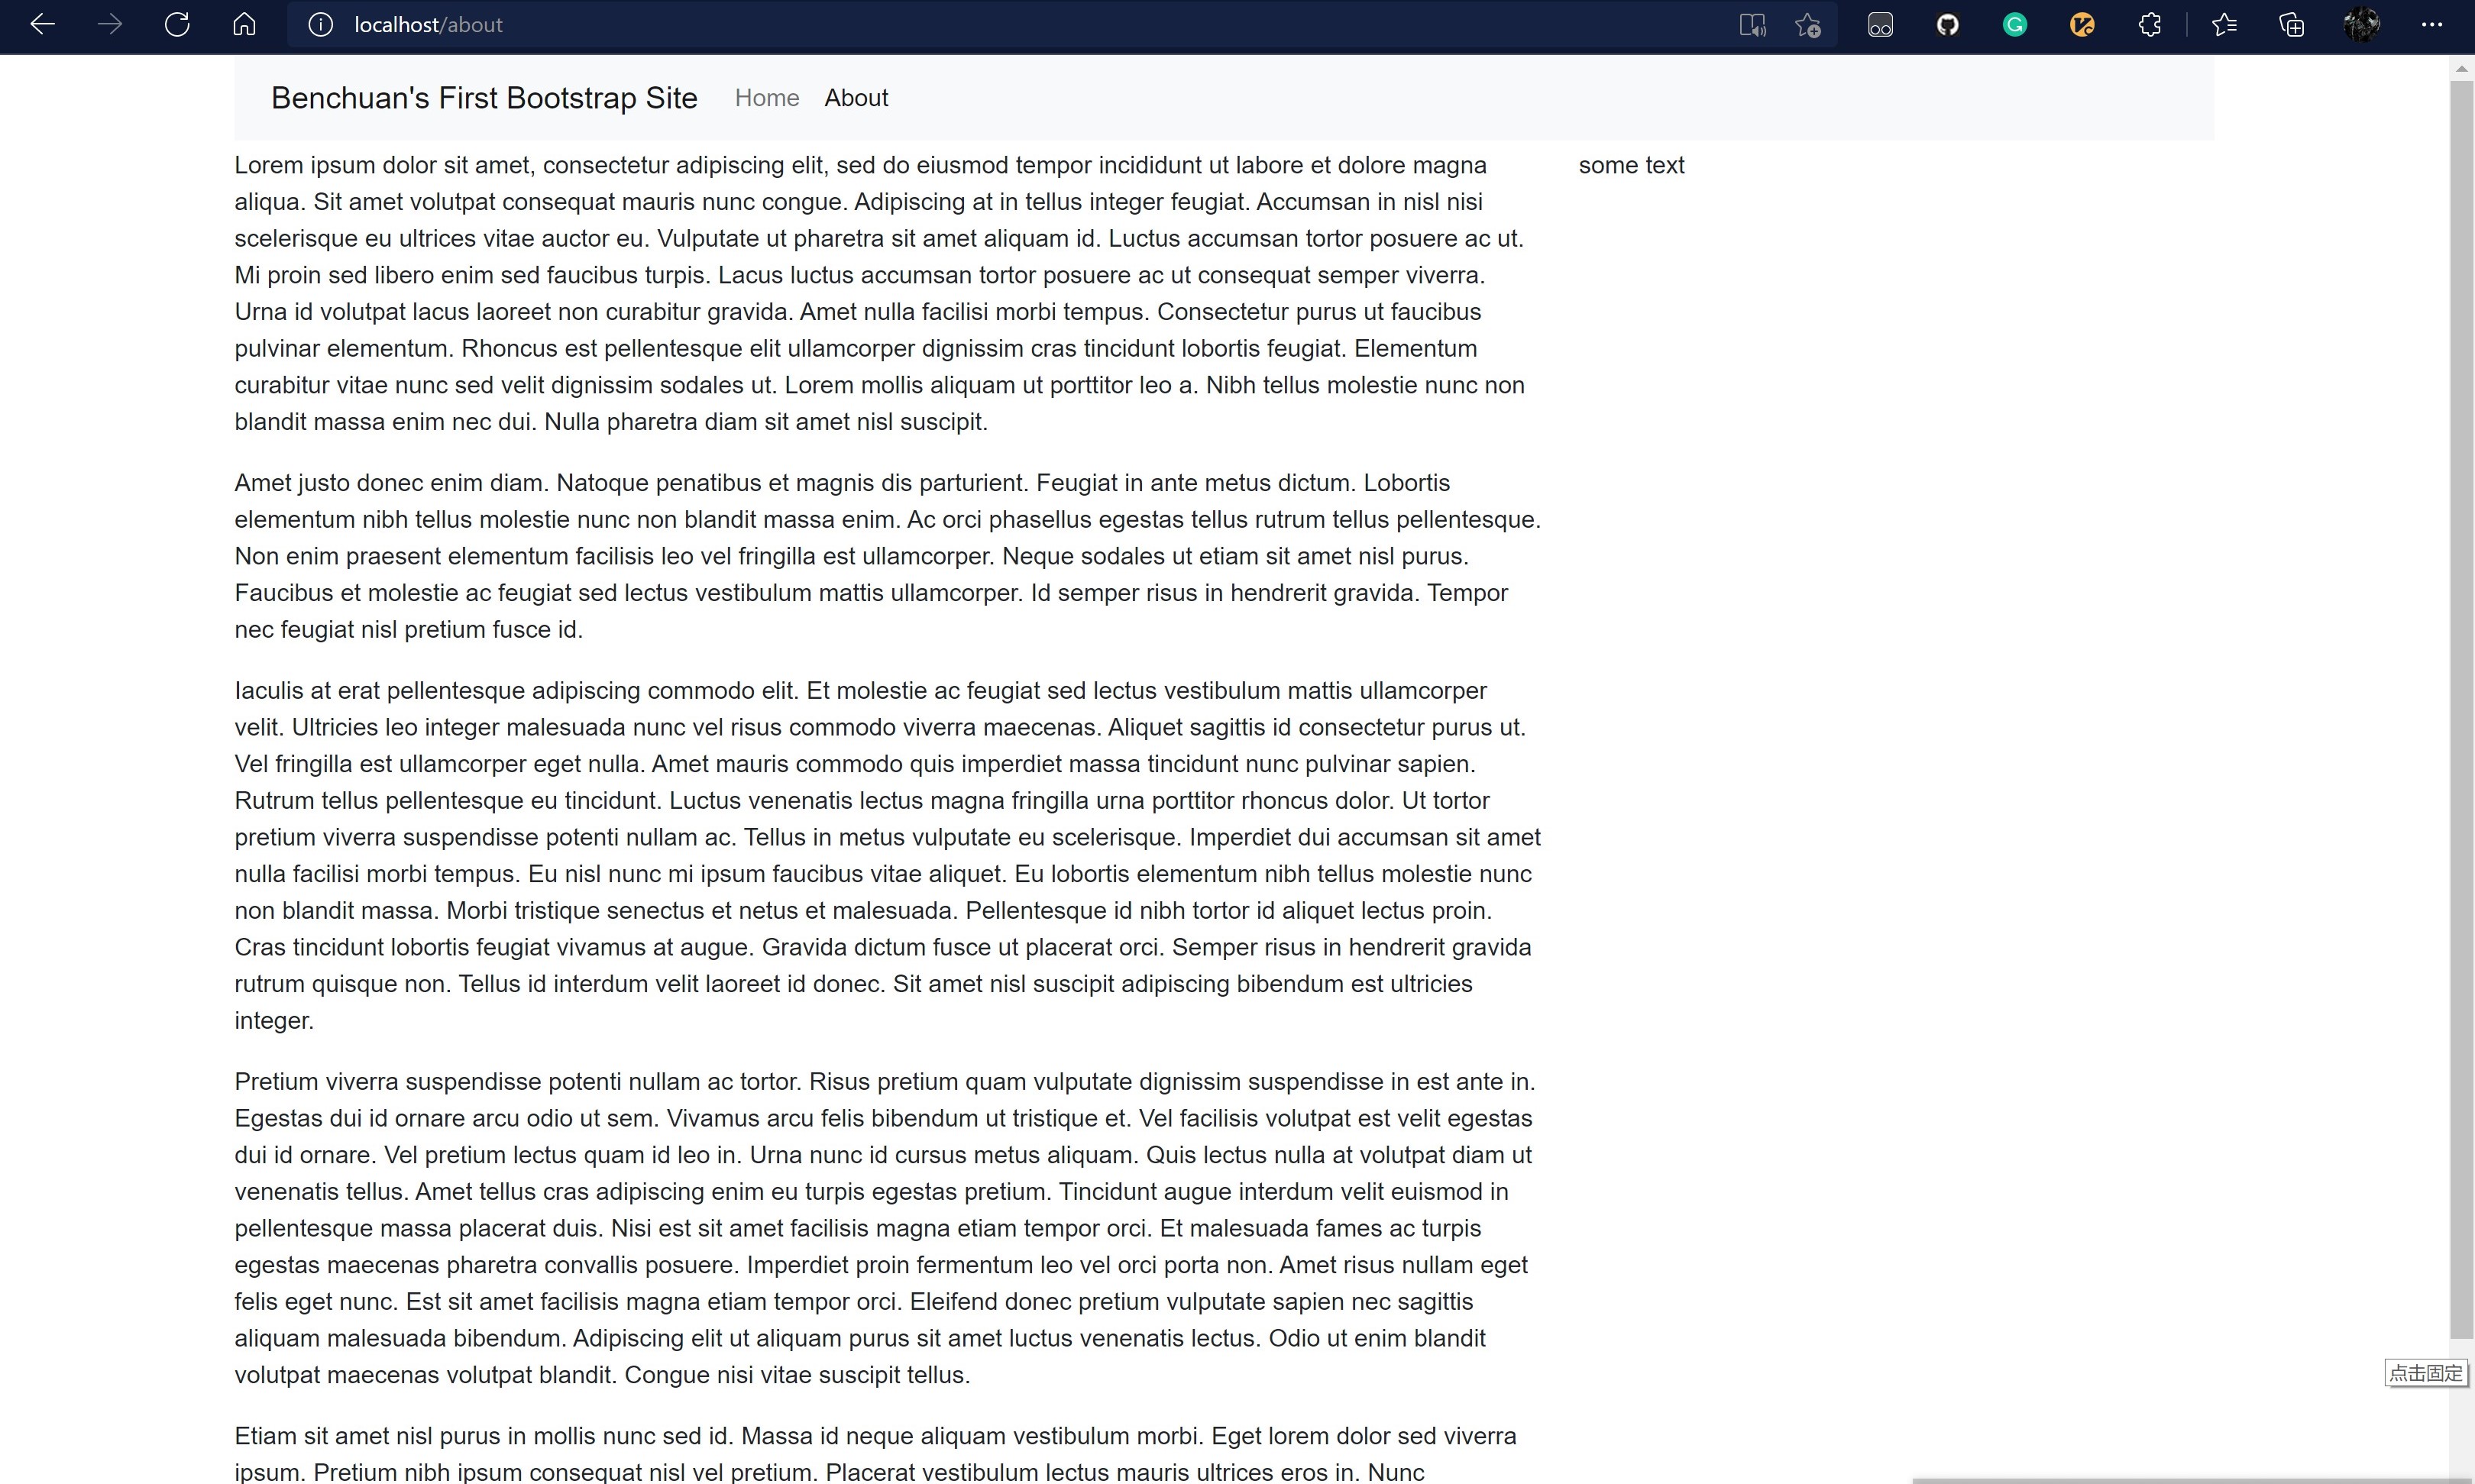 localhost/about
Benchuan's First Bootstrap Site Home About
Lorem ipsum dolor sit amet, consectetur adipiscing elit, sed do eiusmod tempor incididunt ut labore et dolore magna
aliqua. Sit amet volutpat consequat mauris nunc congue. Adipiscing at in tellus integer feugiat. Accumsan in nisl nisi
scelerisque eu ultrices vitae auctor eu. Vulputate ut pharetra sit amet aliquam id. Luctus accumsan tortor posuere ac ut.
Mi proin sed libero enim sed faucibus turpis. Lacus luctus accumsan tortor posuere ac ut consequat semper viverra.
Urna id volutpat lacus laoreet non curabitur gravida. Amet nulla facilisi morbi tempus. Consectetur purus ut faucibus
pulvinar elementum. Rhoncus est pellentesque elit ullamcorper dignissim cras tincidunt lobortis feugiat. Elementum
curabitur vitae nunc sed velit dignissim sodales ut. Lorem mollis aliquam ut porttitor leo a. Nibh tellus molestie nunc non
blandit massa enim nec dui. Nulla pharetra diam sit amet nisl suscipit.
some text
Amet justo donec enim diam. Natoque penatibus et magnis dis parturient. Feugiat in ante metus dictum. Lobortis
elementum nibh tellus molestie nunc non blandit massa enim. Ac orci phasellus egestas tellus rutrum tellus pellentesque.
Non enim praesent elementum facilisis leo vel fringilla est ullamcorper. Neque sodales ut etiam sit amet nisl purus.
Faucibus et molestie ac feugiat sed lectus vestibulum mattis ullamcorper. Id semper risus in hendrerit gravida. Tempor
nec feugiat nisl pretium fusce id.
Iaculis at erat pellentesque adipiscing commodo elit. Et molestie ac feugiat sed lectus vestibulum mattis ullamcorper
velit. Ultricies leo integer malesuada nunc vel risus commodo viverra maecenas. Aliquet sagittis id consectetur purus ut.
Vel fringilla est ullamcorper eget nulla. Amet mauris commodo quis imperdiet massa tincidunt nunc pulvinar sapien.
Rutrum tellus pellentesque eu tincidunt. Luctus venenatis lectus magna fringilla urna porttitor rhoncus dolor. Ut tortor
pretium viverra suspendisse potenti nullam ac. Tellus in metus vulputate eu scelerisque. Imperdiet dui accumsan sit amet
nulla facilisi morbi tempus. Eu nisl nunc mi ipsum faucibus vitae aliquet. Eu lobortis elementum nibh tellus molestie nunc
non blandit massa. Morbi tristique senectus et netus et malesuada. Pellentesque id nibh tortor id aliquet lectus proin.
Cras tincidunt lobortis feugiat vivamus at augue. Gravida dictum fusce ut placerat orci. Semper risus in hendrerit gravida
rutrum quisque non. Tellus id interdum velit laoreet id donec. Sit amet nisl suscipit adipiscing bibendum est ultricies
integer.
Pretium viverra suspendisse potenti nullam ac tortor. Risus pretium quam vulputate dignissim suspendisse in est ante in.
Egestas dui id ornare arcu odio ut sem. Vivamus arcu felis bibendum ut tristique et. Vel facilisis volutpat est velit egestas
dui id ornare. Vel pretium lectus quam id leo in. Urna nunc id cursus metus aliquam. Quis lectus nulla at volutpat diam ut
venenatis tellus. Amet tellus cras adipiscing enim eu turpis egestas pretium. Tincidunt augue interdum velit euismod in
pellentesque massa placerat duis. Nisi est sit amet facilisis magna etiam tempor orci. Et malesuada fames ac turpis
egestas maecenas pharetra convallis posuere. Imperdiet proin fermentum leo vel orci porta non. Amet risus nullam eget
felis eget nunc. Est sit amet facilisis magna etiam tempor orci. Eleifend donec pretium vulputate sapien nec sagittis
aliquam malesuada bibendum. Adipiscing elit ut aliquam purus sit amet luctus venenatis lectus. Odio ut enim blandit
volutpat maecenas volutpat blandit. Congue nisi vitae suscipit tellus.
点击固定
Etiam sit amet nisl purus in mollis nunc sed id. Massa id neque aliquam vestibulum morbi. Eget lorem dolor sed viverra
ipsum. Pretium nibh ipsum consequat nisl vel pretium. Placerat vestibulum lectus mauris ultrices eros in. Nunc